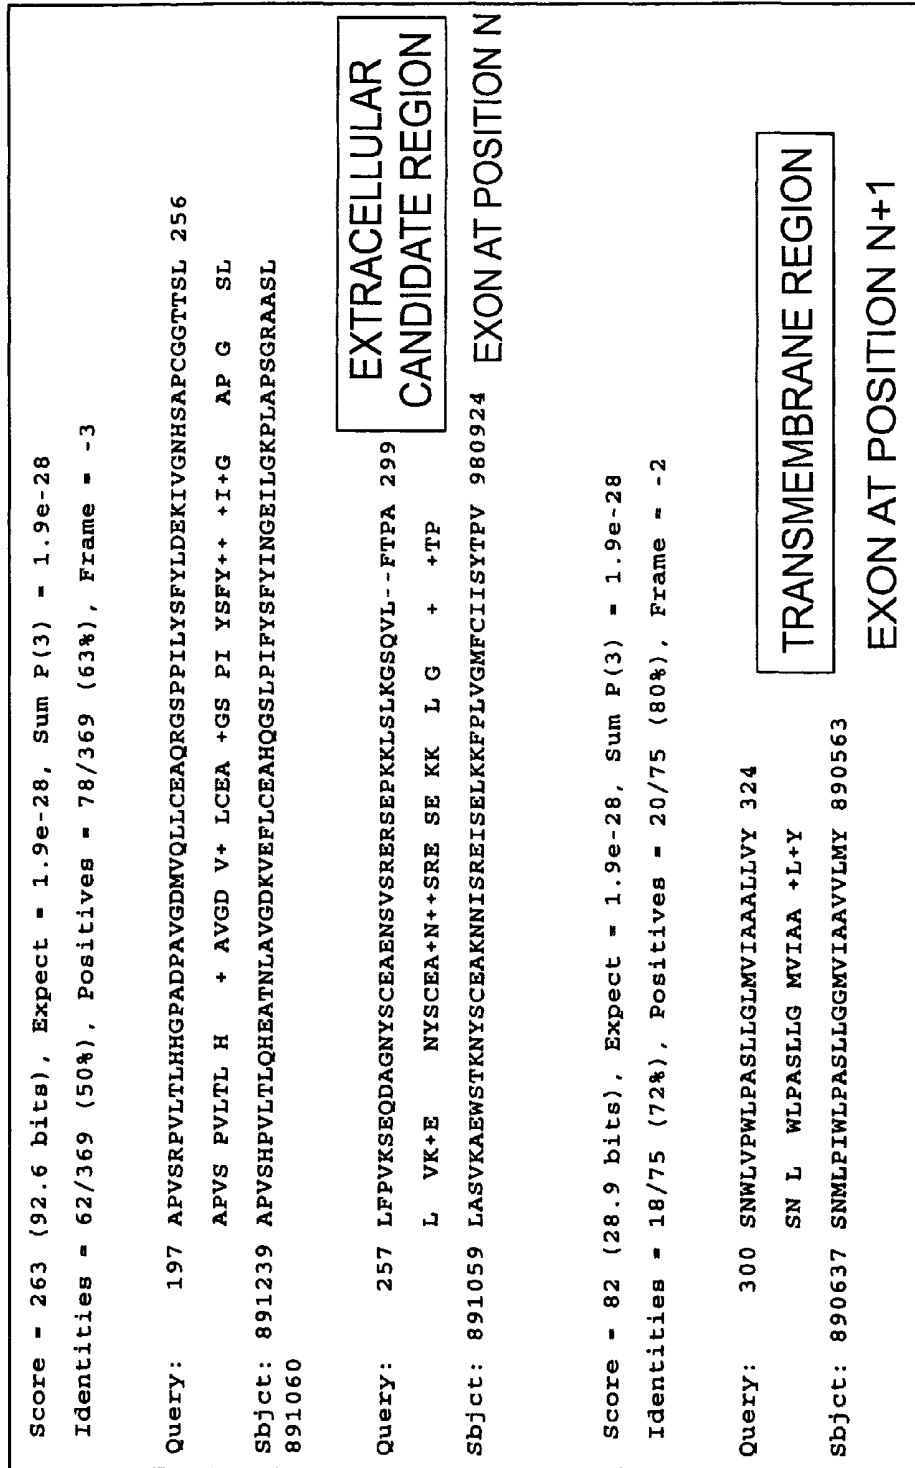 Score = 263 (92.6 bits), Expect = 1.9e-28, Sum P(3) = 1.9e-28
Identities = 62/369 (50%), Positives = 78/369 (63%), Frame = -3
Query: 197 APVSRPVLTLHHGPADPAVGDMVQLLCEAQRGSPPILYSFYLDEKIVGNHSAPCGGTTSL 256
APVS PVLTL H + AVGD V+ LCEA +GS PI YSFY++ +I+G AP G SL
Sbjct: 891239 APVSHPVLTLQHEATNLAVGDKVEFLCEAHQGSLPIFYSFYINGEILGKPLAPSGRAASL
891060
Query: 257 LFPVKSEQDAGNYSCEAENSVSRERSEPKKLSLKGSQVL--FTPA 299
L VK+E NYSCEA+N++SRE SE KK L G + +TP
Sbjct: 891059 LASVKAEWSTKNYSCEAKNNISREISELKKFPLVGMFCIISYTPV 980924
EXTRACELLULAR
CANDIDATE REGION
EXON AT POSITION N
Score = 82 (28.9 bits), Expect = 1.9e-28, Sum P(3) = 1.9e-28
Identities = 18/75 (72%), Positives = 20/75 (80%), Frame = -2
Query: 300 SNWLVPWLPASLLGLMVIAAALLVY 324
SN L WLPASLLG MVIAA +L+Y
Sbjct: 890637 SNMLPIWLPASLLGGMVIAAVVLMY 890563
TRANSMEMBRANE REGION
EXON AT POSITION N+1